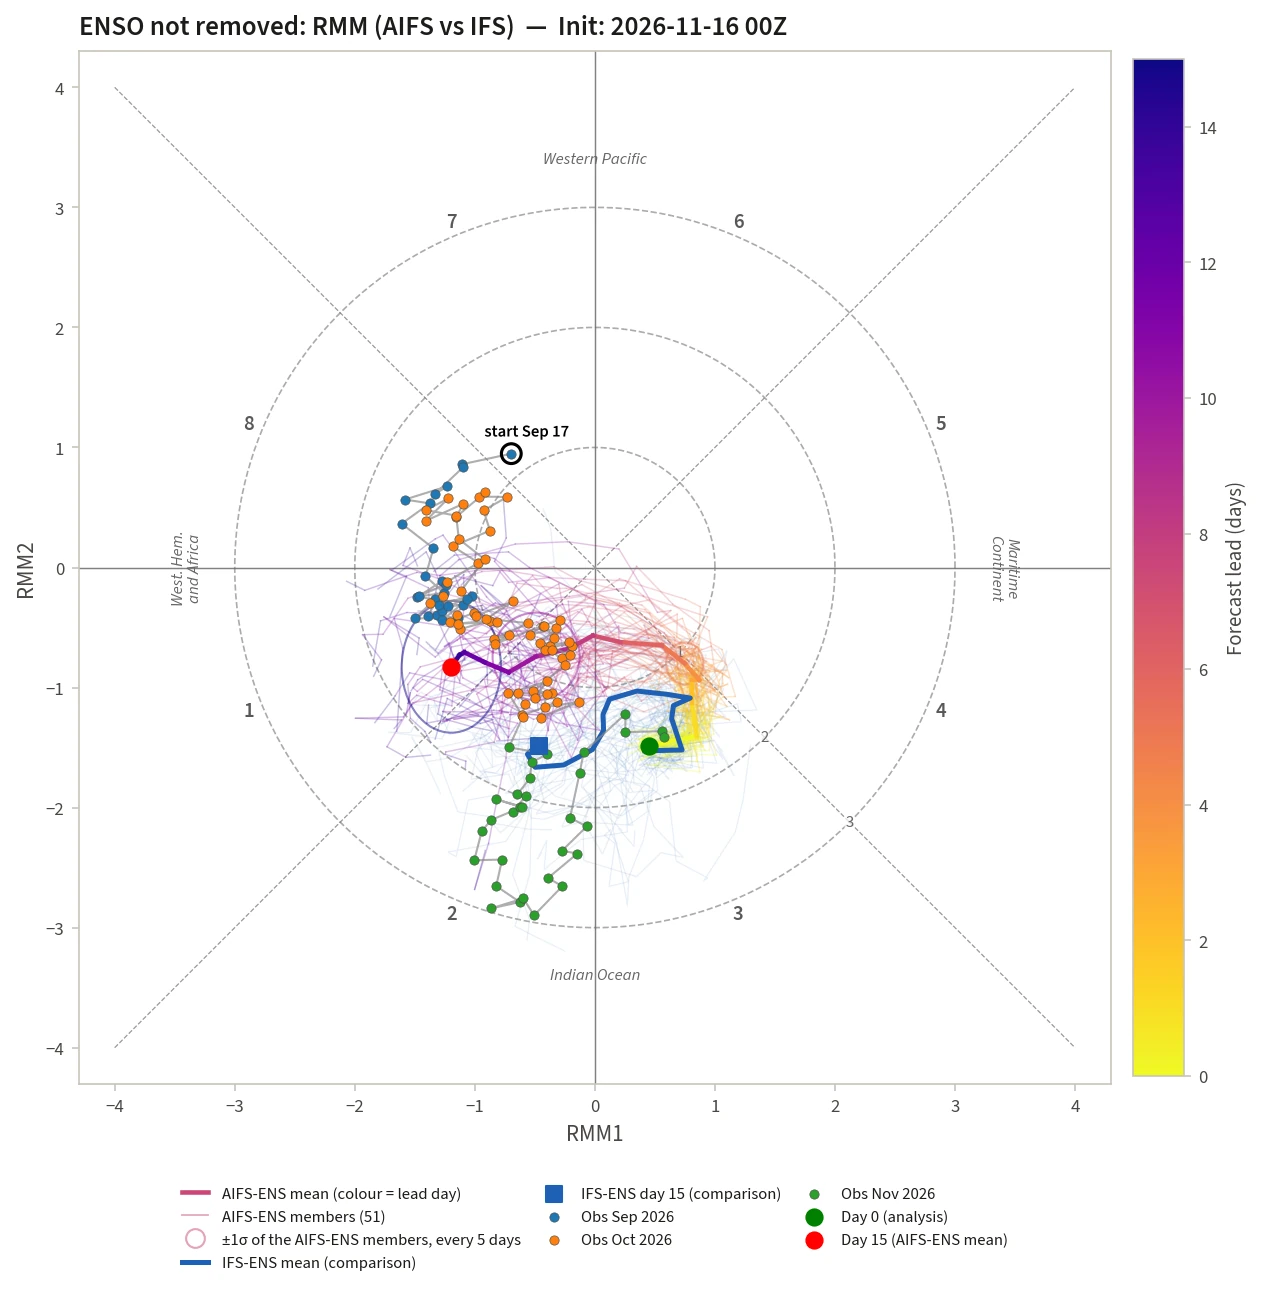 ENSO not removed: RMM (AIFS vs IFS) — Init: 2026-11-16 00Z
4
3
2
1
0
−1
−2
−3
−4
RMM2
−4
−3
−2
−1
0
1
2
3
4
RMM1
Western Pacific
7
6
8
5
start Sep 17
West. Hem.
and Africa
Maritime
Continent
1
1
4
2
3
2
3
Indian Ocean
14
12
10
8
6
4
2
0
Forecast lead (days)
AIFS-ENS mean (colour = lead day)
AIFS-ENS members (51)
±1σ of the AIFS-ENS members, every 5 days
IFS-ENS mean (comparison)
IFS-ENS day 15 (comparison)
Obs Sep 2026
Obs Oct 2026
Obs Nov 2026
Day 0 (analysis)
Day 15 (AIFS-ENS mean)